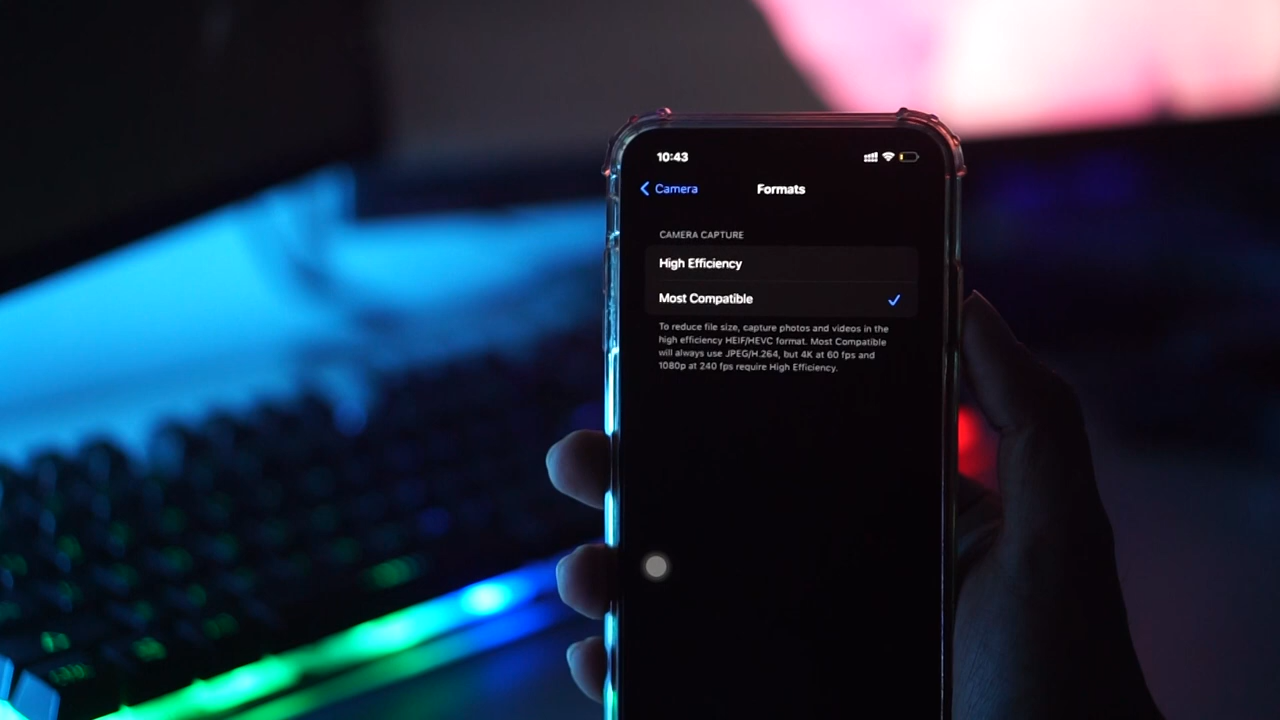 10:43
Camera
Formats
CAMERA CAPTURE
High Efficiency
Most Compatible
To reduce file size, capture photos and videos in the
high efficiency HEIF/HEVC format. Most Compatible
will always use JPEG/H.264, but 4K at 60 fps and
1080p at 240 fps require High Efficiency.